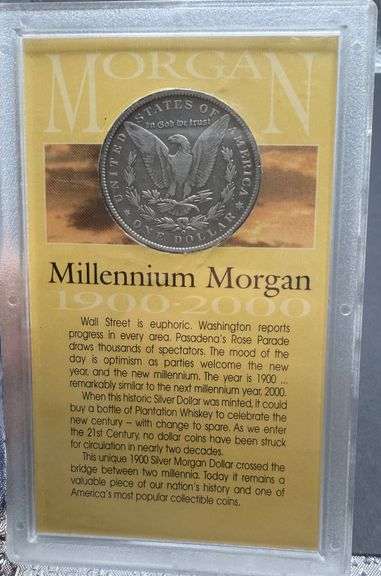 MORGAN
UNITED STATES OF AMERICA
In God we trust
ONE DOLLAR
Millennium Morgan
1900-2000
Wall Street is euphoric. Washington reports
progress in every area. Pasadena's Rose Parade
draws thousands of spectators. The mood of the
day is optimism as parties welcome the new
year, and the new millennium. The year is 1900 ...
remarkably similar to the next millennium year, 2000.
When this historic Silver Dollar was minted, it could
buy a bottle of Plantation Whiskey to celebrate the
new century – with change to spare. As we enter
the 21st Century, no dollar coins have been struck
for circulation in nearly two decades.
This unique 1900 Silver Morgan Dollar crossed the
bridge between two millennia. Today it remains a
valuable piece of our nation's history and one of
America's most popular collectible coins.